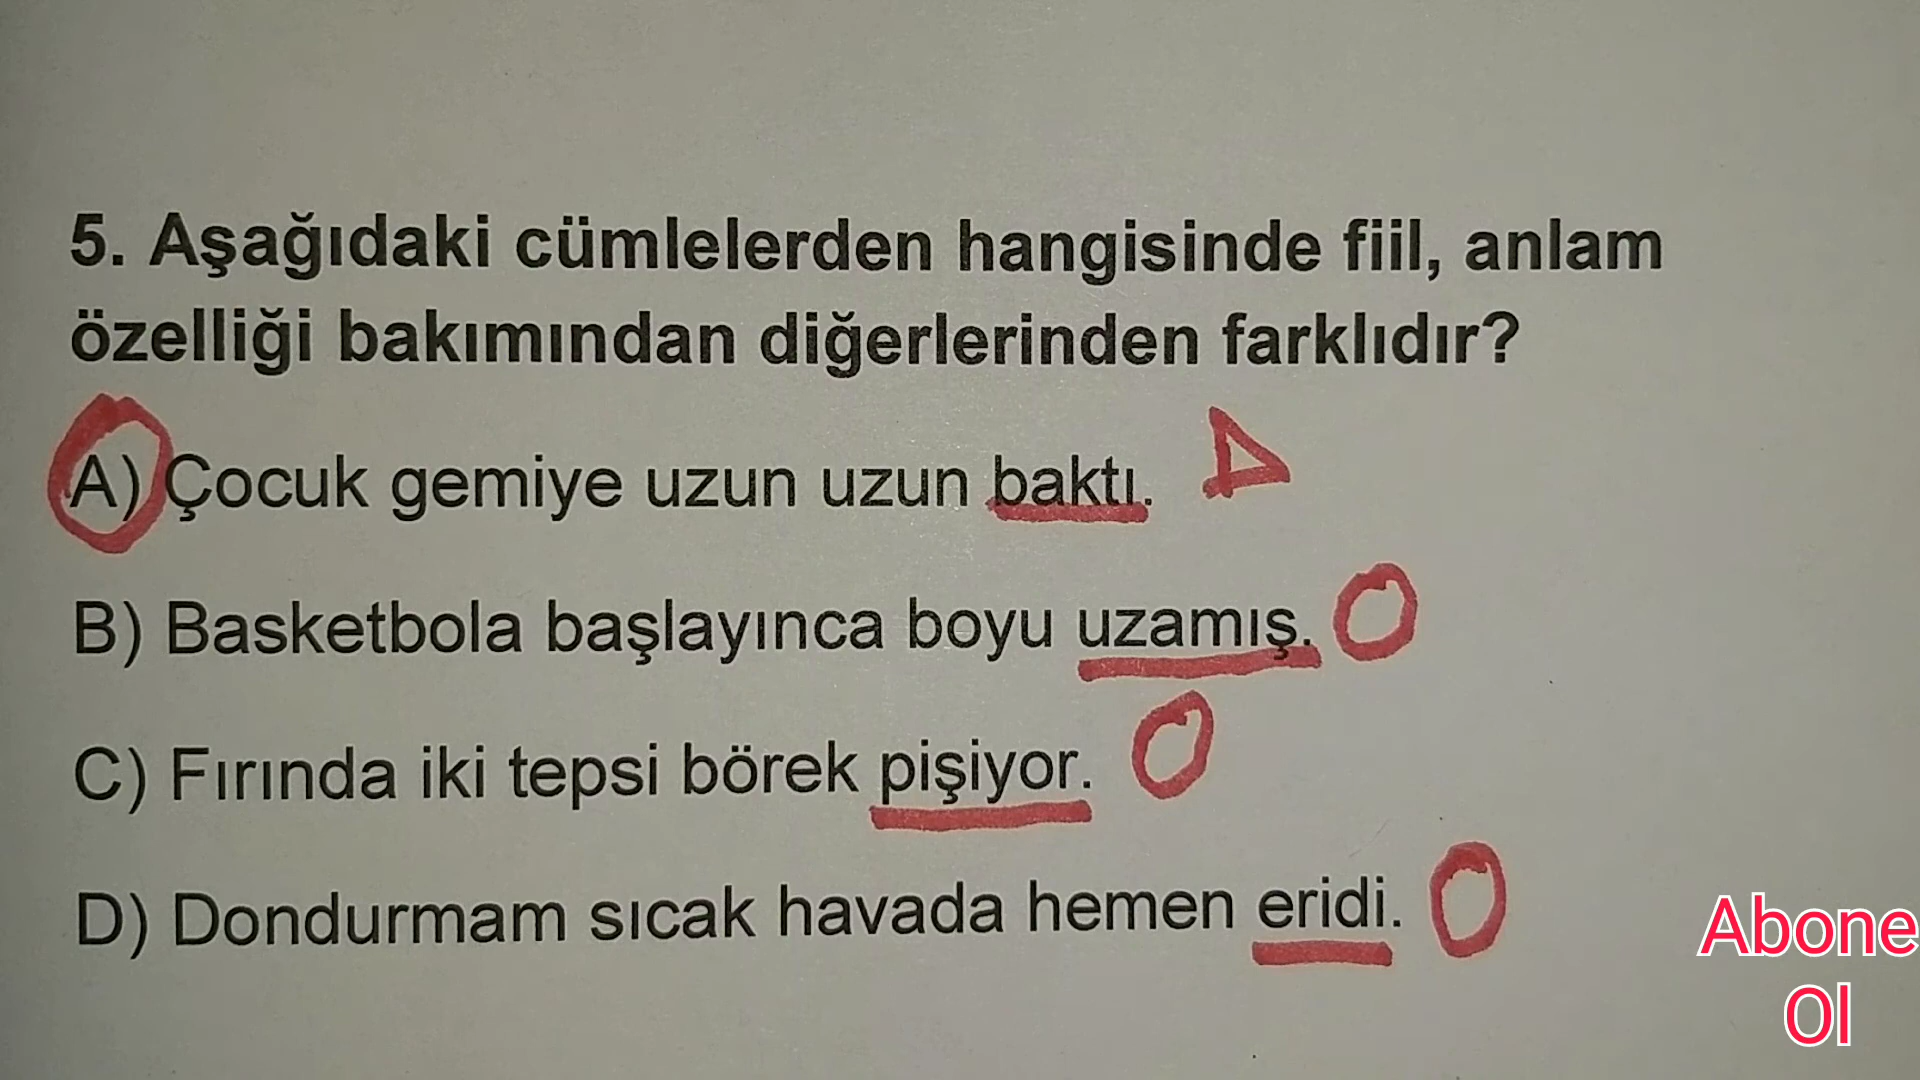 5. Aşağıdaki cümlelerden hangisinde fiil, anlam
özelliği bakımından diğerlerinden farklıdır?
A) Çocuk gemiye uzun uzun baktı.
B) Basketbola başlayınca boyu uzamış. O
C) Fırında iki tepsi börek pişiyor. O
D) Dondurmam sıcak havada hemen eridi. O
Abone
Ol